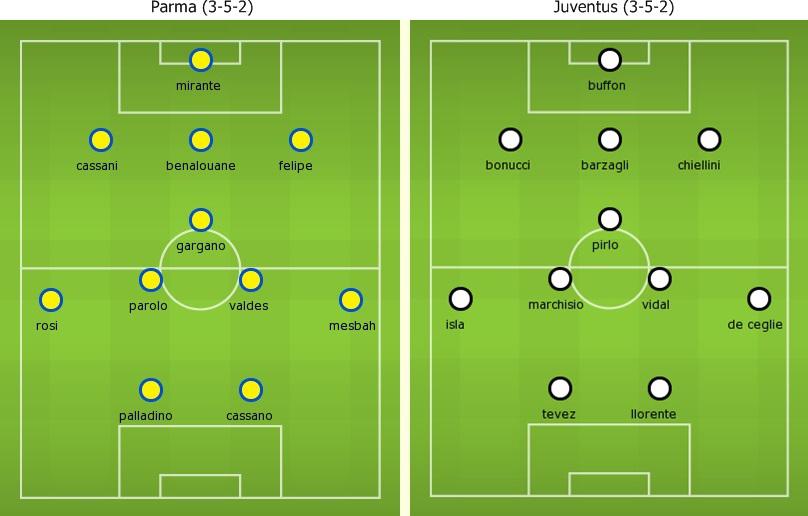 Parma (3-5-2)
mirante
cassani benalouane felipe
gargano
parolo valdes
rosi mesbah
palladino cassano
Juventus (3-5-2)
buffon
bonucci barzagli chiellini
pirlo
marchisio vidal
isla de ceglie
tevez llorente